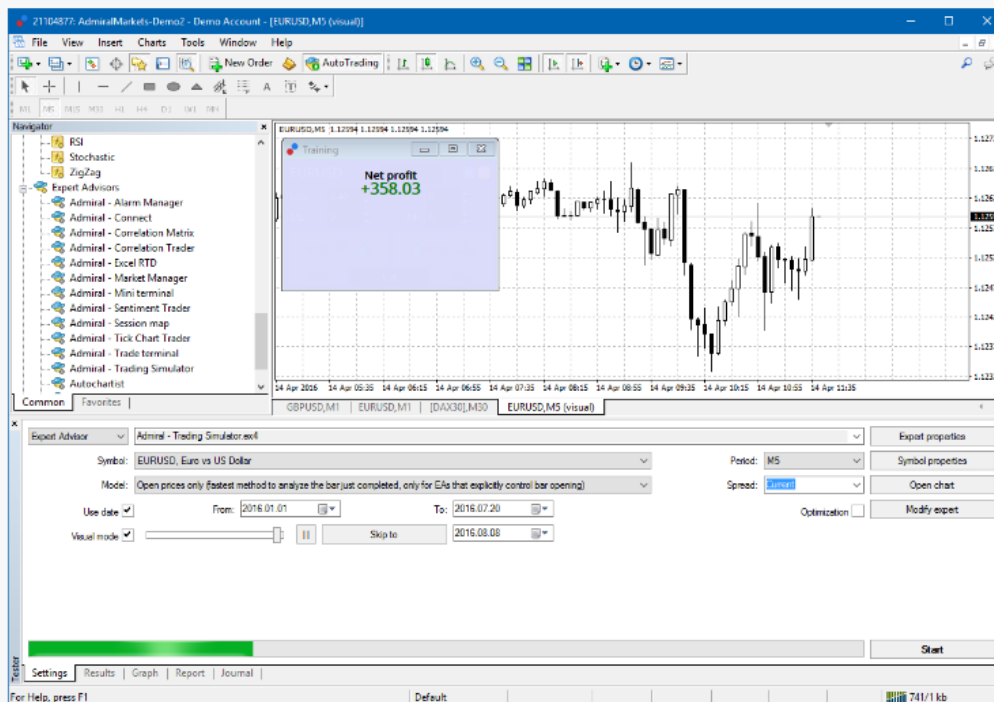 21104877: AdmiralMarkets-Demo2 - Demo Account - [EURUSD,M5 (visual)]
File View Insert Charts Tools Window Help
New Order AutoTrading
A T
M1 M5 M15 M30 H1 H4 D1 W1 MN
Navigator
RSI
Stochastic
ZigZag
Expert Advisors
Admiral - Alarm Manager
Admiral - Connect
Admiral - Correlation Matrix
Admiral - Correlation Trader
Admiral - Excel RTD
Admiral - Market Manager
Admiral - Mini terminal
Admiral - Sentiment Trader
Admiral - Session map
Admiral - Tick Chart Trader
Admiral - Trade terminal
Admiral - Trading Simulator
Autochartist
Common Favorites
EURUSD,M5 1.12594 1.12594 1.12594 1.12594
Training
Net profit
+358.03
14 Apr 2016 14 Apr 05:35 14 Apr 06:15 14 Apr 06:55 14 Apr 07:35 14 Apr 08:15 14 Apr 08:55 14 Apr 09:35 14 Apr 10:15 14 Apr 10:55 14 Apr 11:35
GBPUSD,M1 EURUSD,M1 [DAX30],M30 EURUSD,M5 (visual)
Expert Advisor Admiral - Trading Simulator.ex4 Expert properties
Symbol: EURUSD, Euro vs US Dollar Period: M5 Symbol properties
Model: Open prices only (fastest method to analyze the bar just completed, only for EAs that explicitly control bar opening) Spread: Current Open chart
Use date From: 2016.01.01 To: 2016.07.20 Optimization Modify expert
Visual mode Skip to 2016.08.08
Start
Tester
Settings Results Graph Report Journal
For Help, press F1 Default 741/1 kb